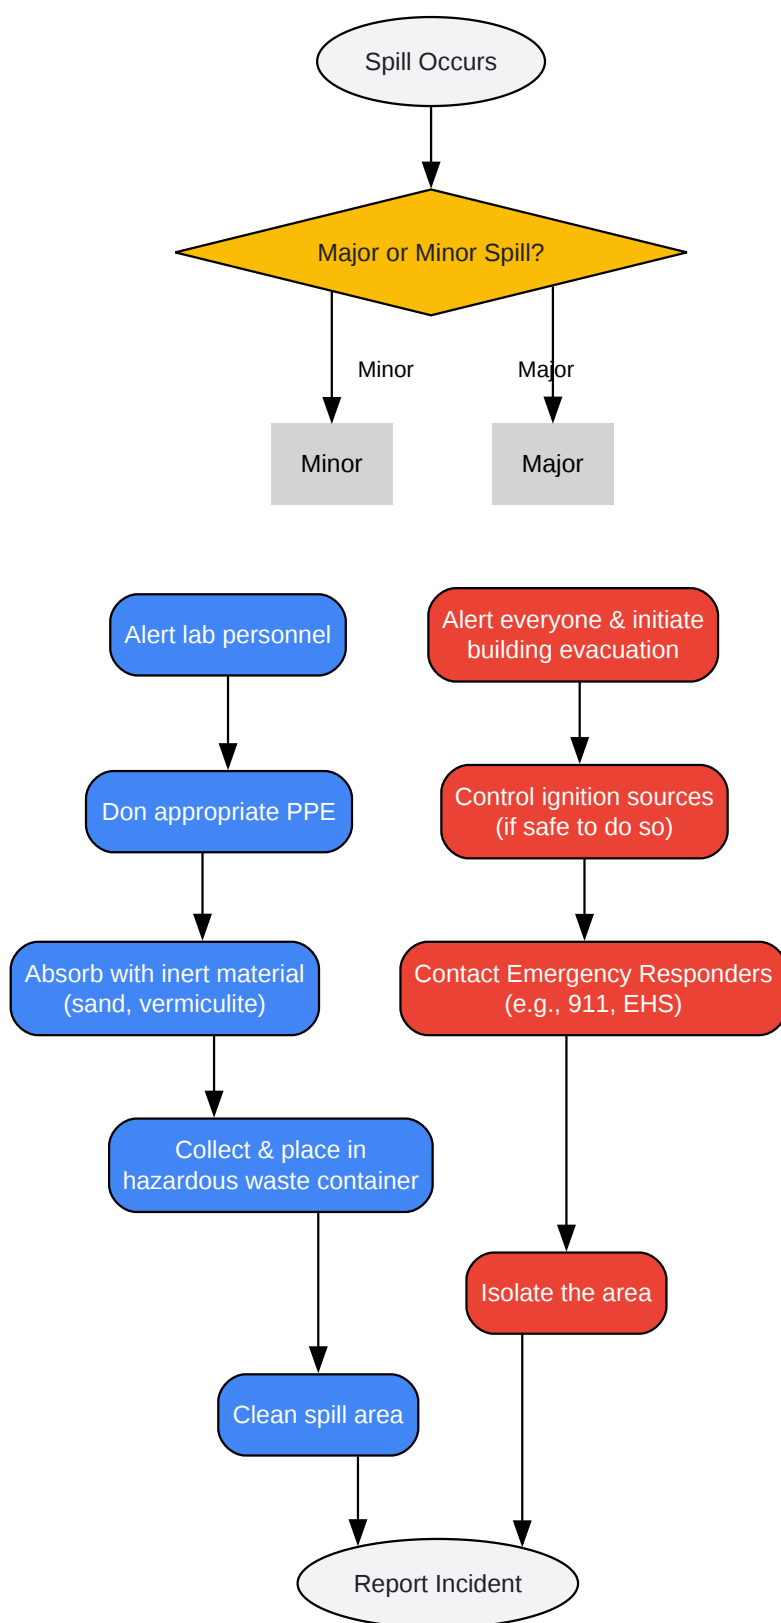 Spill Occurs
Major or Minor Spill?
Minor
Major
Minor
Major
Alert lab personnel
Alert everyone & initiate
building evacuation
Don appropriate PPE
Control ignition sources
(if safe to do so)
Absorb with inert material
(sand, vermiculite)
Contact Emergency Responders
(e.g., 911, EHS)
Collect & place in
hazardous waste container
Isolate the area
Clean spill area
Report Incident